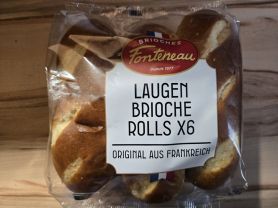 BRIOCHES
Fonteneau
Depuis 1977
LAUGEN
BRIOCHE
ROLLS X6
ORIGINAL AUS FRANKREICH